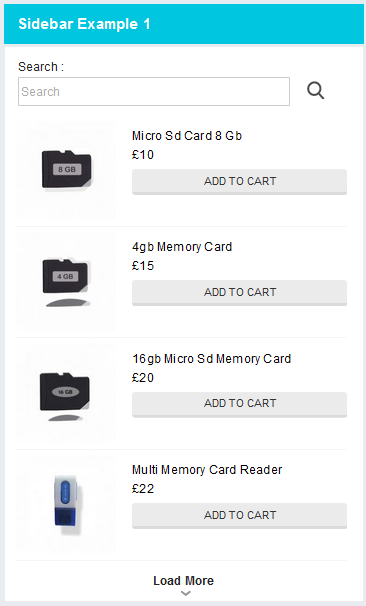 Sidebar Example 1
Search :
Search
8 GB
Micro Sd Card 8 Gb
£10
ADD TO CART
4 GB
4gb Memory Card
£15
ADD TO CART
16 GB
16gb Micro Sd Memory Card
£20
ADD TO CART
Multi Memory Card Reader
£22
ADD TO CART
Load More